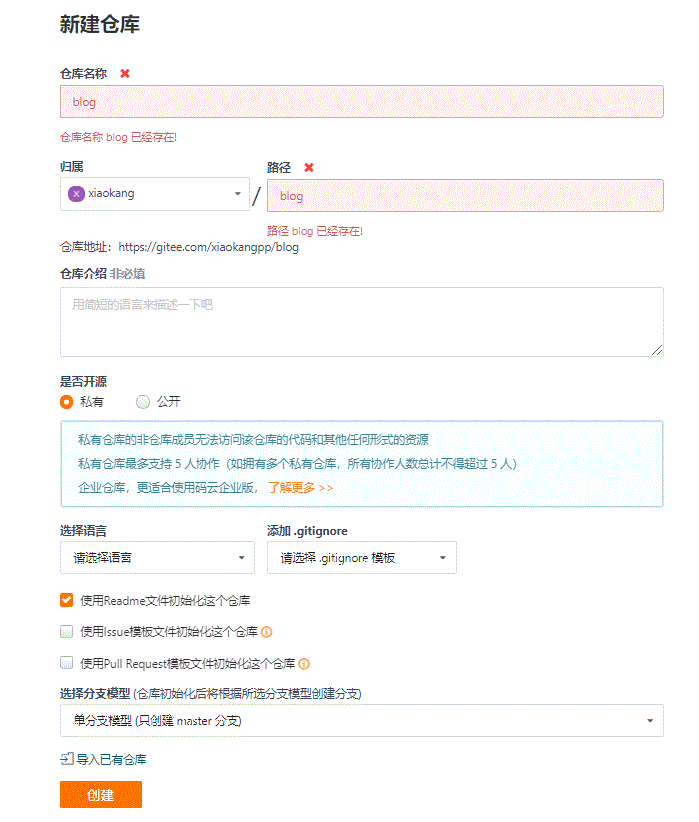 新建仓库
仓库名称 ✖
blog
仓库名称 blog 已经存在!
归属 路径 ✖
X xiaokang / blog
路径 blog 已经存在!
仓库地址：https://gitee.com/xiaokangpp/blog
仓库介绍 非必填
用简短的语言来描述一下吧
是否开源
私有 公开
私有仓库的非仓库成员无法访问该仓库的代码和其他任何形式的资源
私有仓库最多支持 5 人协作（如拥有多个私有仓库，所有协作人数总计不得超过 5 人）
企业仓库，更适合使用码云企业版，了解更多 >>
选择语言 添加 .gitignore
请选择语言 请选择 .gitignore 模板
使用Readme文件初始化这个仓库
使用Issue模板文件初始化这个仓库
使用Pull Request模板文件初始化这个仓库
选择分支模型 (仓库初始化后将根据所选分支模型创建分支)
单分支模型 (只创建 master 分支)
导入已有仓库
创建